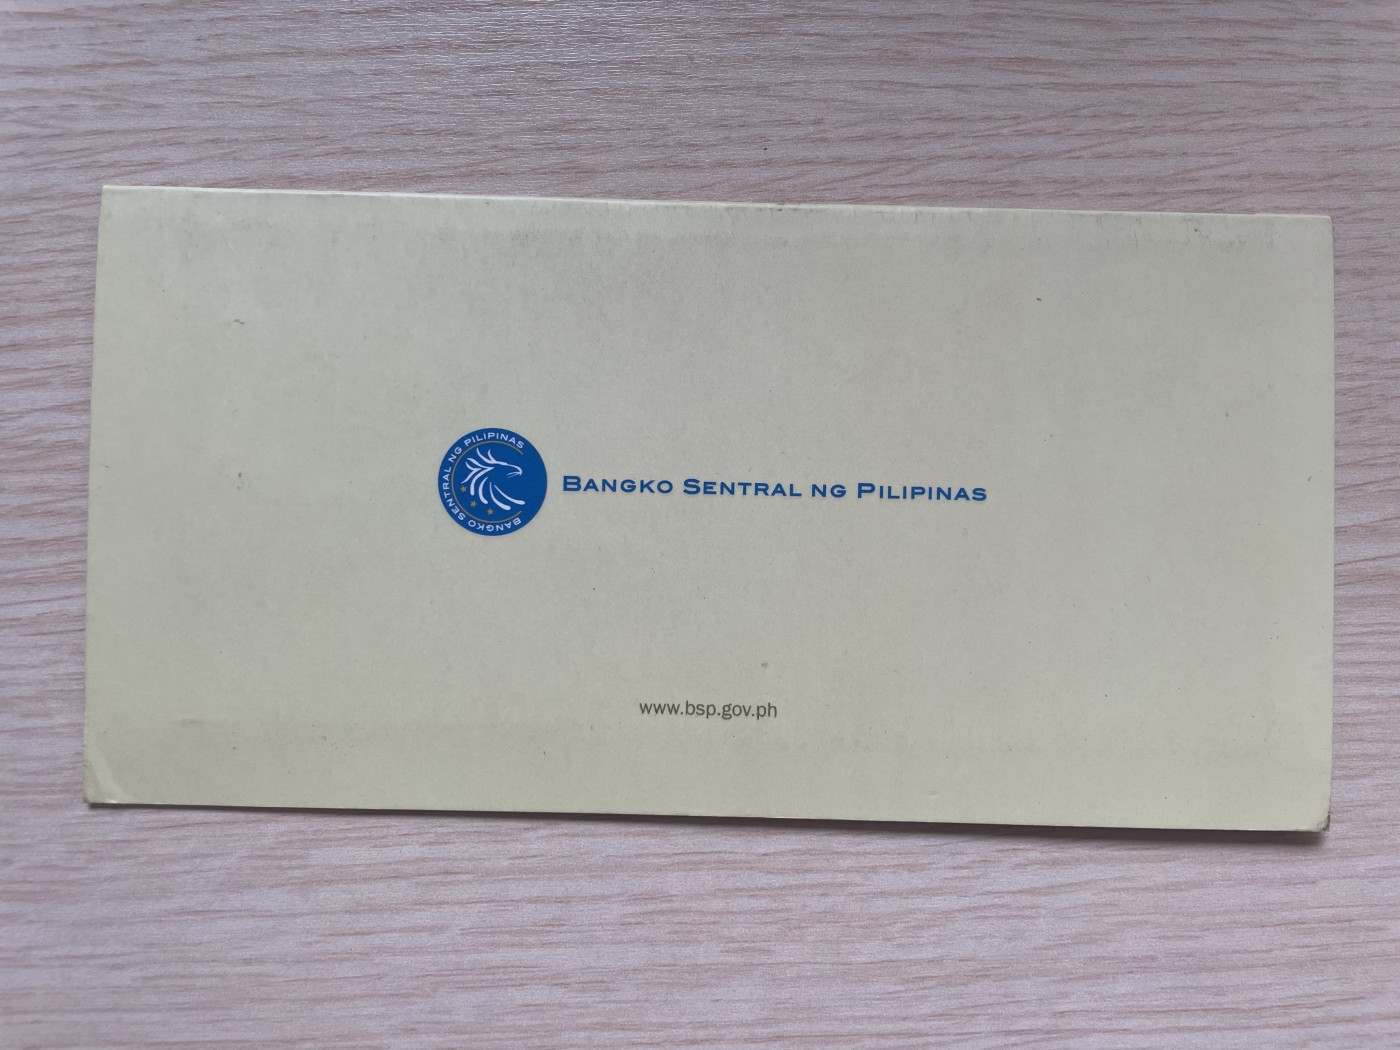 BANGKO SENTRAL NG PILIPINAS
BANGKO SENTRAL NG PILIPINAS
www.bsp.gov.ph